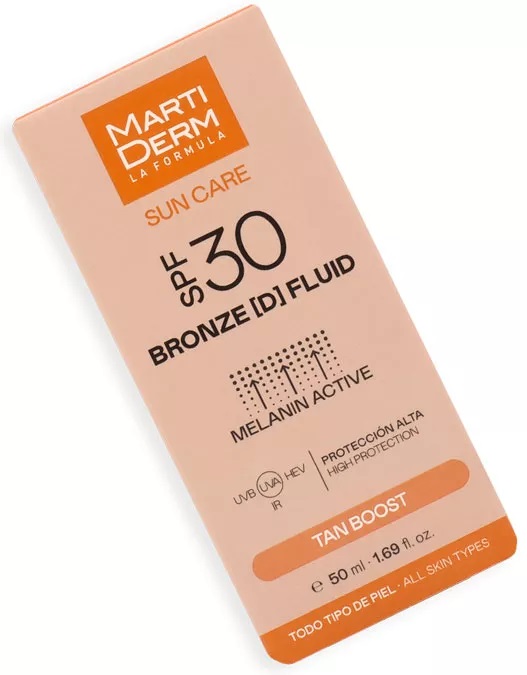 MARTI
DERM
LA FORMULA
SUN CARE
SPF 30
BRONZE [D] FLUID
MELANIN ACTIVE
UVB UVA HEV
IR
PROTECCIÓN ALTA
HIGH PROTECTION
TAN BOOST
℮ 50 ml · 1.69 fl. oz.
TODO TIPO DE PIEL · ALL SKIN TYPES